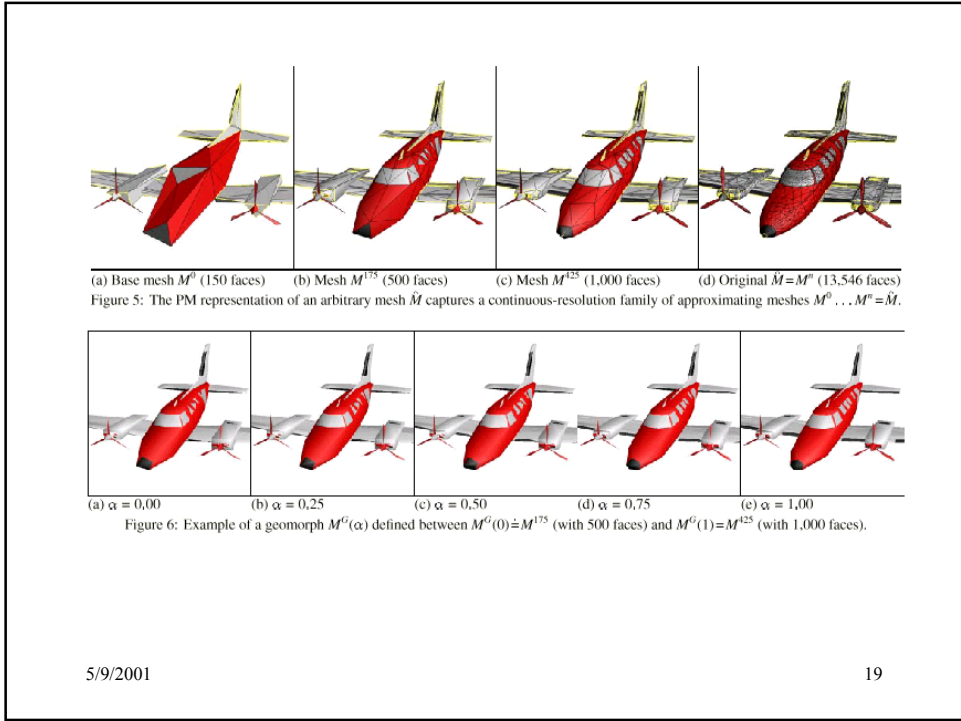 (a) Base mesh M⁰ (150 faces) (b) Mesh M¹⁷⁵ (500 faces) (c) Mesh M⁴²⁵ (1,000 faces) (d) Original M̂=Mⁿ (13,546 faces)
Figure 5: The PM representation of an arbitrary mesh M̂ captures a continuous-resolution family of approximating meshes M⁰ . . . Mⁿ=M̂.
(a) α = 0.00 (b) α = 0.25 (c) α = 0.50 (d) α = 0.75 (e) α = 1.00
Figure 6: Example of a geomorph Mᴳ(α) defined between Mᴳ(0)≐M¹⁷⁵ (with 500 faces) and Mᴳ(1)=M⁴²⁵ (with 1,000 faces).
5/9/2001 19